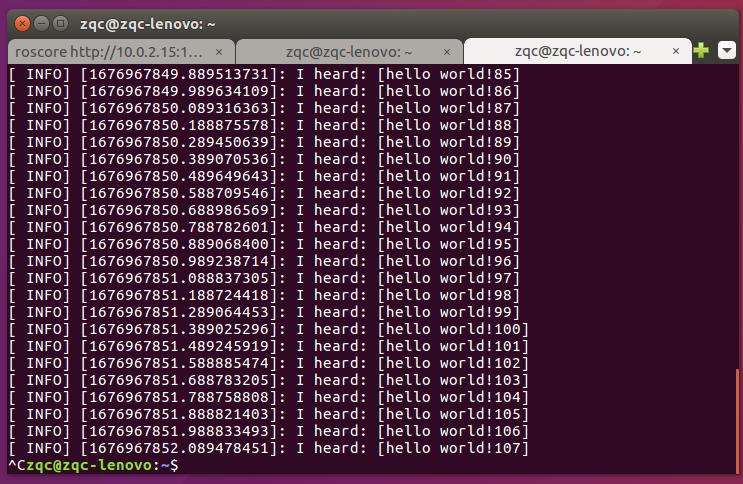 zqc@zqc-lenovo: ~
roscore http://10.0.2.15:1… × zqc@zqc-lenovo: ~ × zqc@zqc-lenovo: ~ ×
[ INFO] [1676967849.889513731]: I heard: [hello world!85]
[ INFO] [1676967849.989634109]: I heard: [hello world!86]
[ INFO] [1676967850.089316363]: I heard: [hello world!87]
[ INFO] [1676967850.188875578]: I heard: [hello world!88]
[ INFO] [1676967850.289450639]: I heard: [hello world!89]
[ INFO] [1676967850.389070536]: I heard: [hello world!90]
[ INFO] [1676967850.489649643]: I heard: [hello world!91]
[ INFO] [1676967850.588709546]: I heard: [hello world!92]
[ INFO] [1676967850.688986569]: I heard: [hello world!93]
[ INFO] [1676967850.788782601]: I heard: [hello world!94]
[ INFO] [1676967850.889068400]: I heard: [hello world!95]
[ INFO] [1676967850.989238714]: I heard: [hello world!96]
[ INFO] [1676967851.088837305]: I heard: [hello world!97]
[ INFO] [1676967851.188724418]: I heard: [hello world!98]
[ INFO] [1676967851.289064453]: I heard: [hello world!99]
[ INFO] [1676967851.389025296]: I heard: [hello world!100]
[ INFO] [1676967851.489245919]: I heard: [hello world!101]
[ INFO] [1676967851.588885474]: I heard: [hello world!102]
[ INFO] [1676967851.688783205]: I heard: [hello world!103]
[ INFO] [1676967851.788758808]: I heard: [hello world!104]
[ INFO] [1676967851.888821403]: I heard: [hello world!105]
[ INFO] [1676967851.988833493]: I heard: [hello world!106]
[ INFO] [1676967852.089478451]: I heard: [hello world!107]
^Czqc@zqc-lenovo:~$